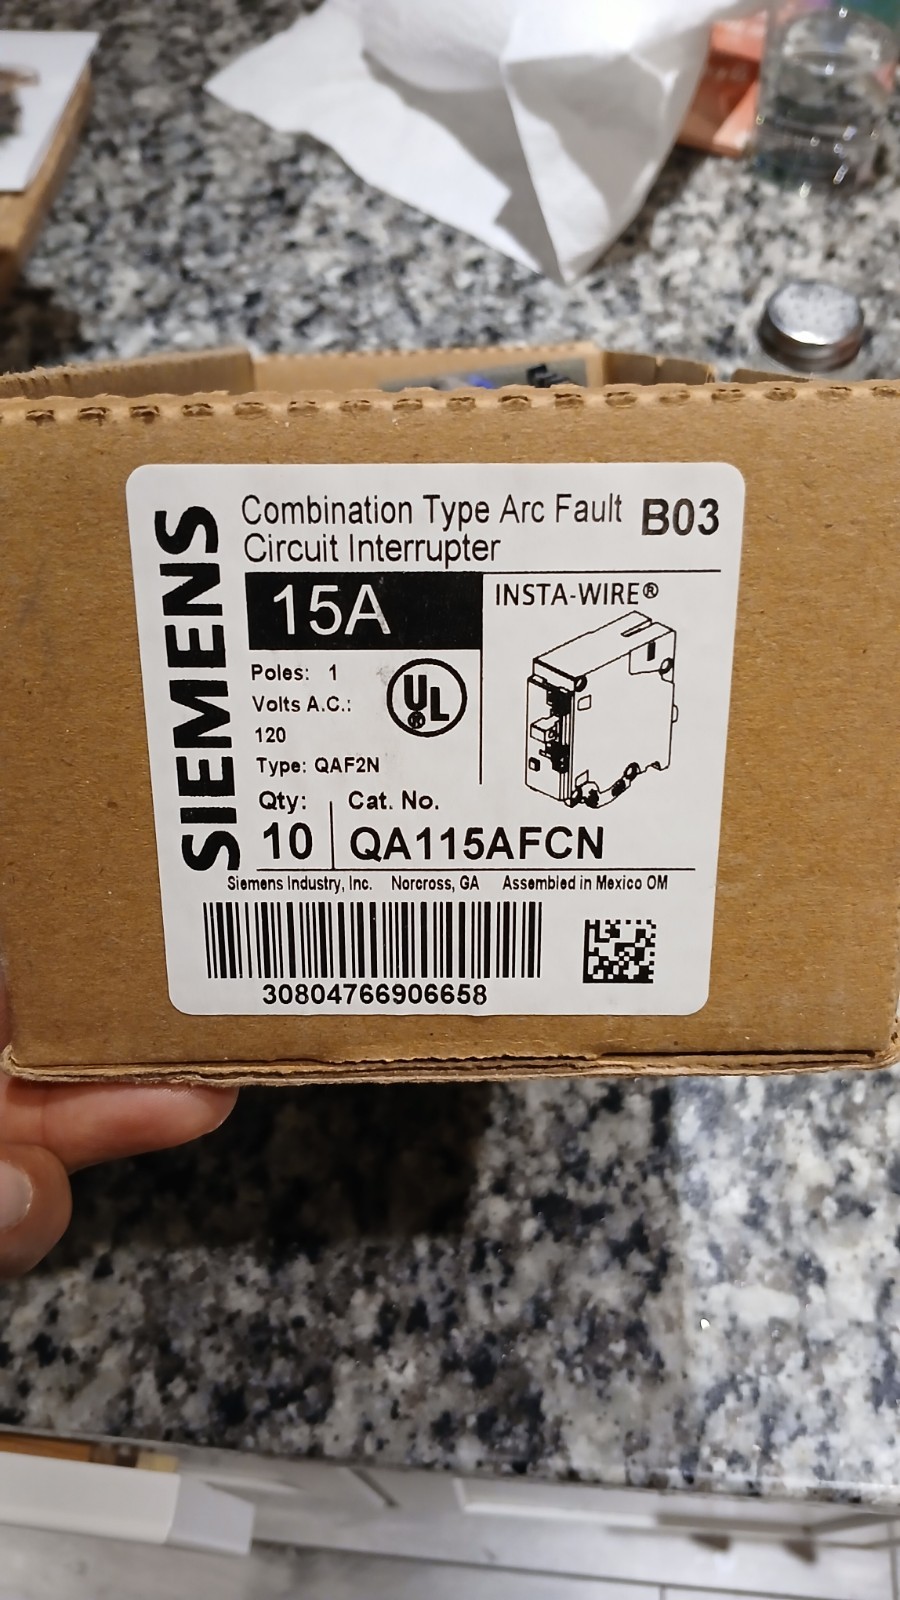 SIEMENS
Combination Type Arc Fault
Circuit Interrupter
B03
15A
INSTA-WIRE®
Poles: 1
Volts A.C.:
120
UL®
Type: QAF2N
Qty:
10
Cat. No.
QA115AFCN
Siemens Industry, Inc. Norcross, GA Assembled in Mexico OM
30804766906658